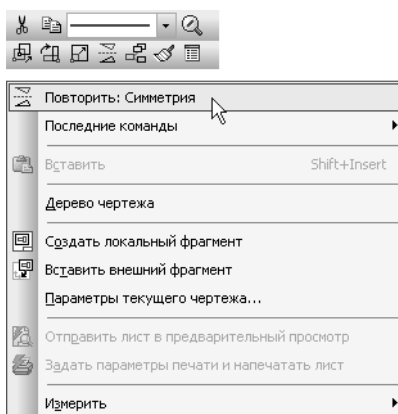 Повторить: Симметрия
Последние команды
Вставить Shift+Insert
Дерево чертежа
Создать локальный фрагмент
Вставить внешний фрагмент
Параметры текущего чертежа...
Отправить лист в предварительный просмотр
Задать параметры печати и напечатать лист
Измерить